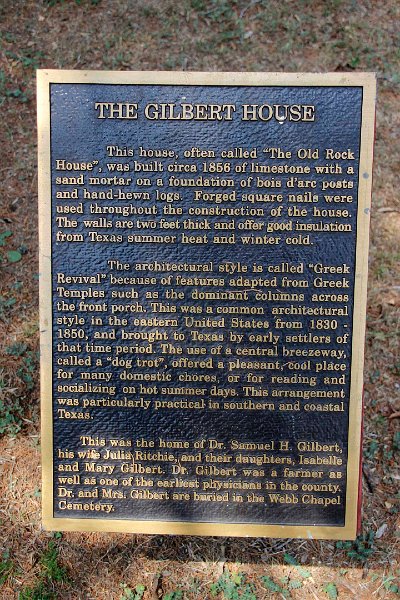 THE GILBERT HOUSE
This house, often called "The Old Rock
House", was built circa 1856 of limestone with a
sand mortar on a foundation of bois d'arc posts
and hand-hewn logs. Forged square nails were
used throughout the construction of the house.
The walls are two feet thick and offer good insulation
from Texas summer heat and winter cold.
The architectural style is called "Greek
Revival" because of features adapted from Greek
Temples such as the dominant columns across
the front porch. This was a common architectural
style in the eastern United States from 1830 -
1850, and brought to Texas by early settlers of
that time period. The use of a central breezeway,
called a "dog trot", offered a pleasant, cool place
for many domestic chores, or for reading and
socializing on hot summer days. This arrangement
was particularly practical in southern and coastal
Texas.
This was the home of Dr. Samuel H. Gilbert,
his wife Julia Ritchie, and their daughters, Isabelle
and Mary Gilbert. Dr. Gilbert was a farmer as
well as one of the earliest physicians in the county.
Dr. and Mrs. Gilbert are buried in the Webb Chapel
Cemetery.